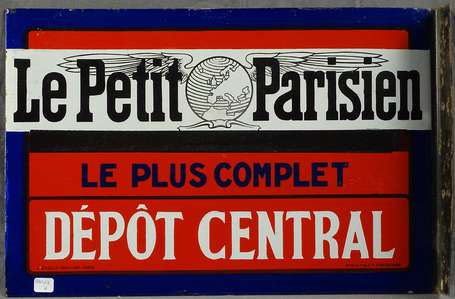 Le Petit Parisien
LE PLUS COMPLET
DÉPÔT CENTRAL